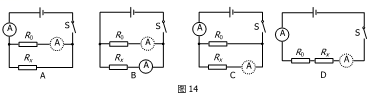 A S R₀ A Rₓ A
S R₀ A Rₓ A B
A S R₀ Rₓ A C
A S R₀ Rₓ A D
图 14